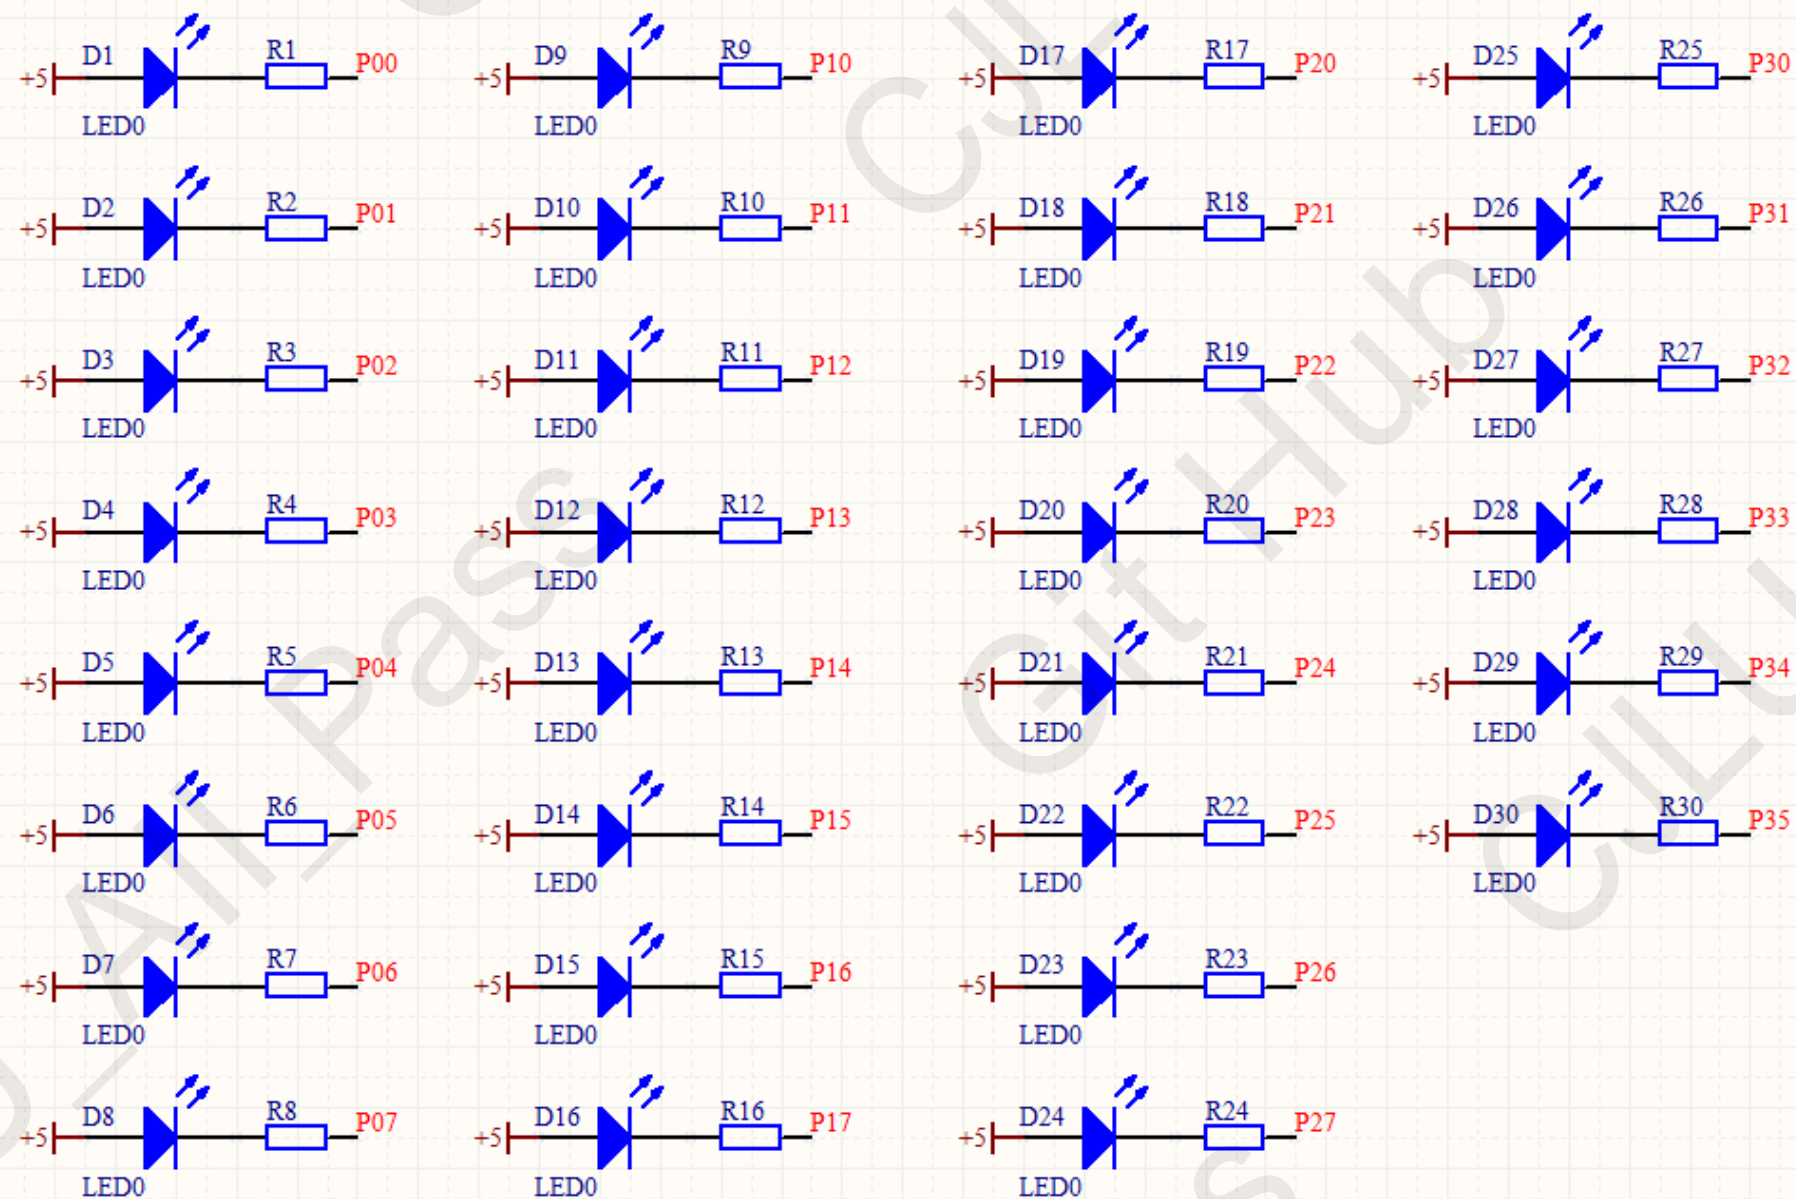 D1 R1 P00 D9 R9 P10 D17 R17 P20 D25 R25 P30
+5 +5 +5 +5
LED0 LED0 LED0 LED0
D2 R2 P01 D10 R10 P11 D18 R18 P21 D26 R26 P31
+5 +5 +5 +5
LED0 LED0 LED0 LED0
D3 R3 P02 D11 R11 P12 D19 R19 P22 D27 R27 P32
+5 +5 +5 +5
LED0 LED0 LED0 LED0
D4 R4 P03 D12 R12 P13 D20 R20 P23 D28 R28 P33
+5 +5 +5 +5
LED0 LED0 LED0 LED0
D5 R5 P04 D13 R13 P14 D21 R21 P24 D29 R29 P34
+5 +5 +5 +5
LED0 LED0 LED0 LED0
D6 R6 P05 D14 R14 P15 D22 R22 P25 D30 R30 P35
+5 +5 +5 +5
LED0 LED0 LED0 LED0
D7 R7 P06 D15 R15 P16 D23 R23 P26
+5 +5 +5
LED0 LED0 LED0
D8 R8 P07 D16 R16 P17 D24 R24 P27
+5 +5 +5
LED0 LED0 LED0
Git Hub
_All_Pass
CJL
CJLU